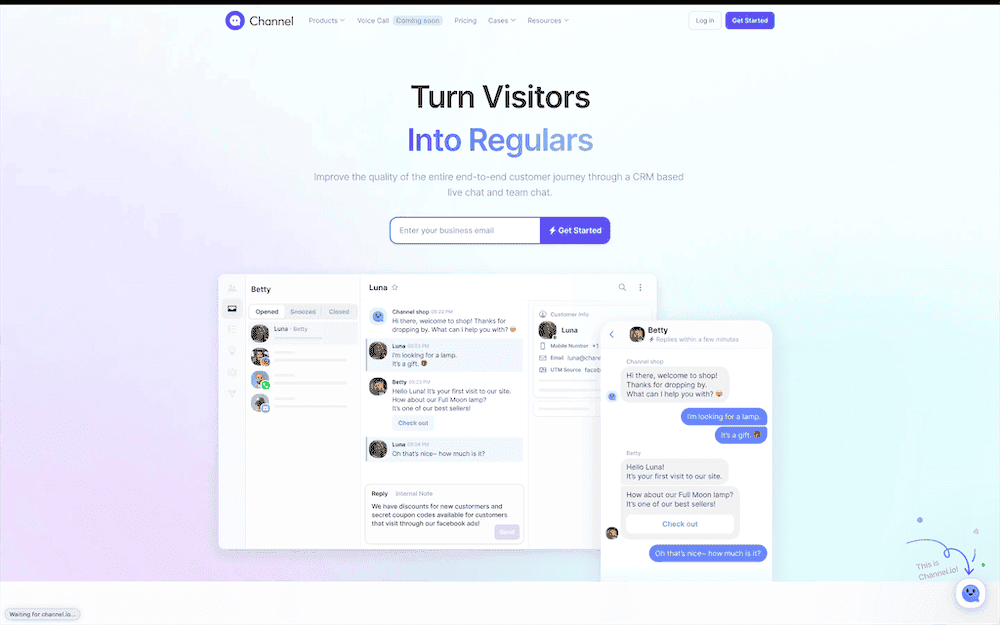 Channel
Products
Voice Call
Coming soon
Pricing
Cases
Resources
Log in
Get Started
Turn Visitors
Into Regulars
Improve the quality of the entire end-to-end customer journey through a CRM based
live chat and team chat.
Enter your business email
Get Started
Betty
Opened
Snoozed
Closed
Luna - Betty
Luna
Channel shop 05:22 PM
Hi there, welcome to shop! Thanks for
dropping by. What can I help you with?
Luna 05:23 PM
I'm looking for a lamp.
It's a gift.
Betty 05:23 PM
Hello Luna! It's your first visit to our site.
How about our Full Moon lamp?
It's one of our best sellers!
Check out
Luna 05:24 PM
Oh that's nice– how much is it?
Reply
Internal Note
We have discounts for new custormers and
secret coupon codes available for customers
that visit through our facebook ads!
Send
Customer Info
Luna
Mobile Number +1
Email luna@chane
UTM Source faceb
Betty
Replies within a few minutes
Channel shop
Hi there, welcome to shop!
Thanks for dropping by.
What can I help you with?
I'm looking for a lamp.
It's a gift.
Betty
Hello Luna!
It's your first visit to our site.
How about our Full Moon lamp?
It's one of our best sellers!
Check out
Oh that's nice– how much is it?
This is
Channel.io!
Waiting for channel.io...